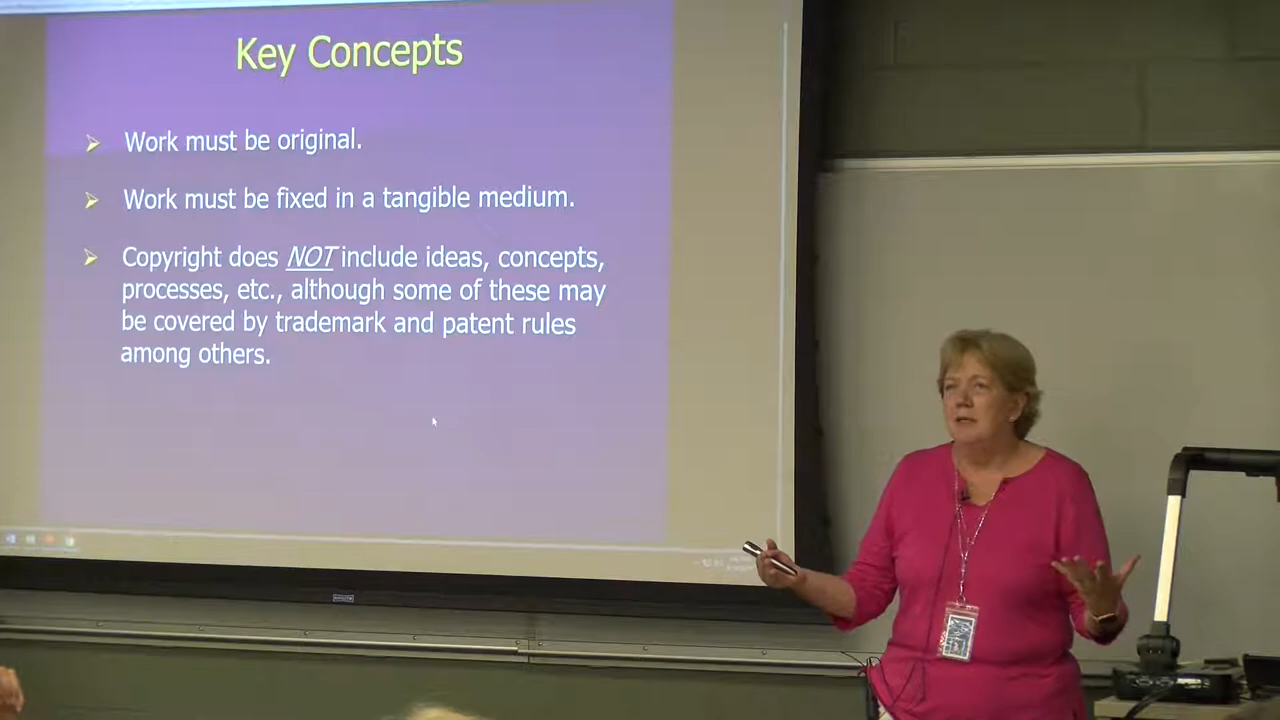 Key Concepts
Work must be original.
Work must be fixed in a tangible medium.
Copyright does NOT include ideas, concepts,
processes, etc., although some of these may
be covered by trademark and patent rules
among others.